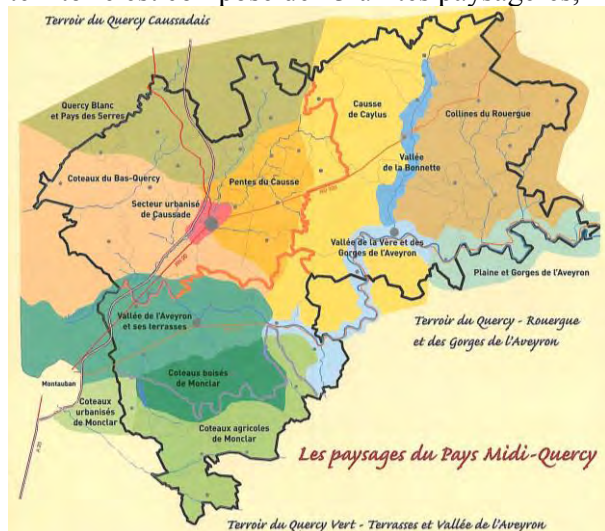 Terroir du Quercy Caussadais
Quercy Blanc
et Pays des Serres
Causse
de Caylus
Collines du Rouergue
Coteaux du Bas-Quercy
Pentes du Causse
Vallée
de la Bonnette
Secteur urbanisé
de Caussade
Vallée de la Vère et des
Gorges de l'Aveyron
Plaine et Gorges de l'Aveyron
Vallée de l'Aveyron
et ses terrasses
Terroir du Quercy - Rouergue
et des Gorges de l'Aveyron
Montauban
Coteaux boisés
de Monclar
Coteaux
urbanisés
de Monclar
Coteaux agricoles
de Monclar
A 20
Les paysages du Pays Midi-Quercy
Terroir du Quercy Vert - Terrasses et Vallée de l'Aveyron